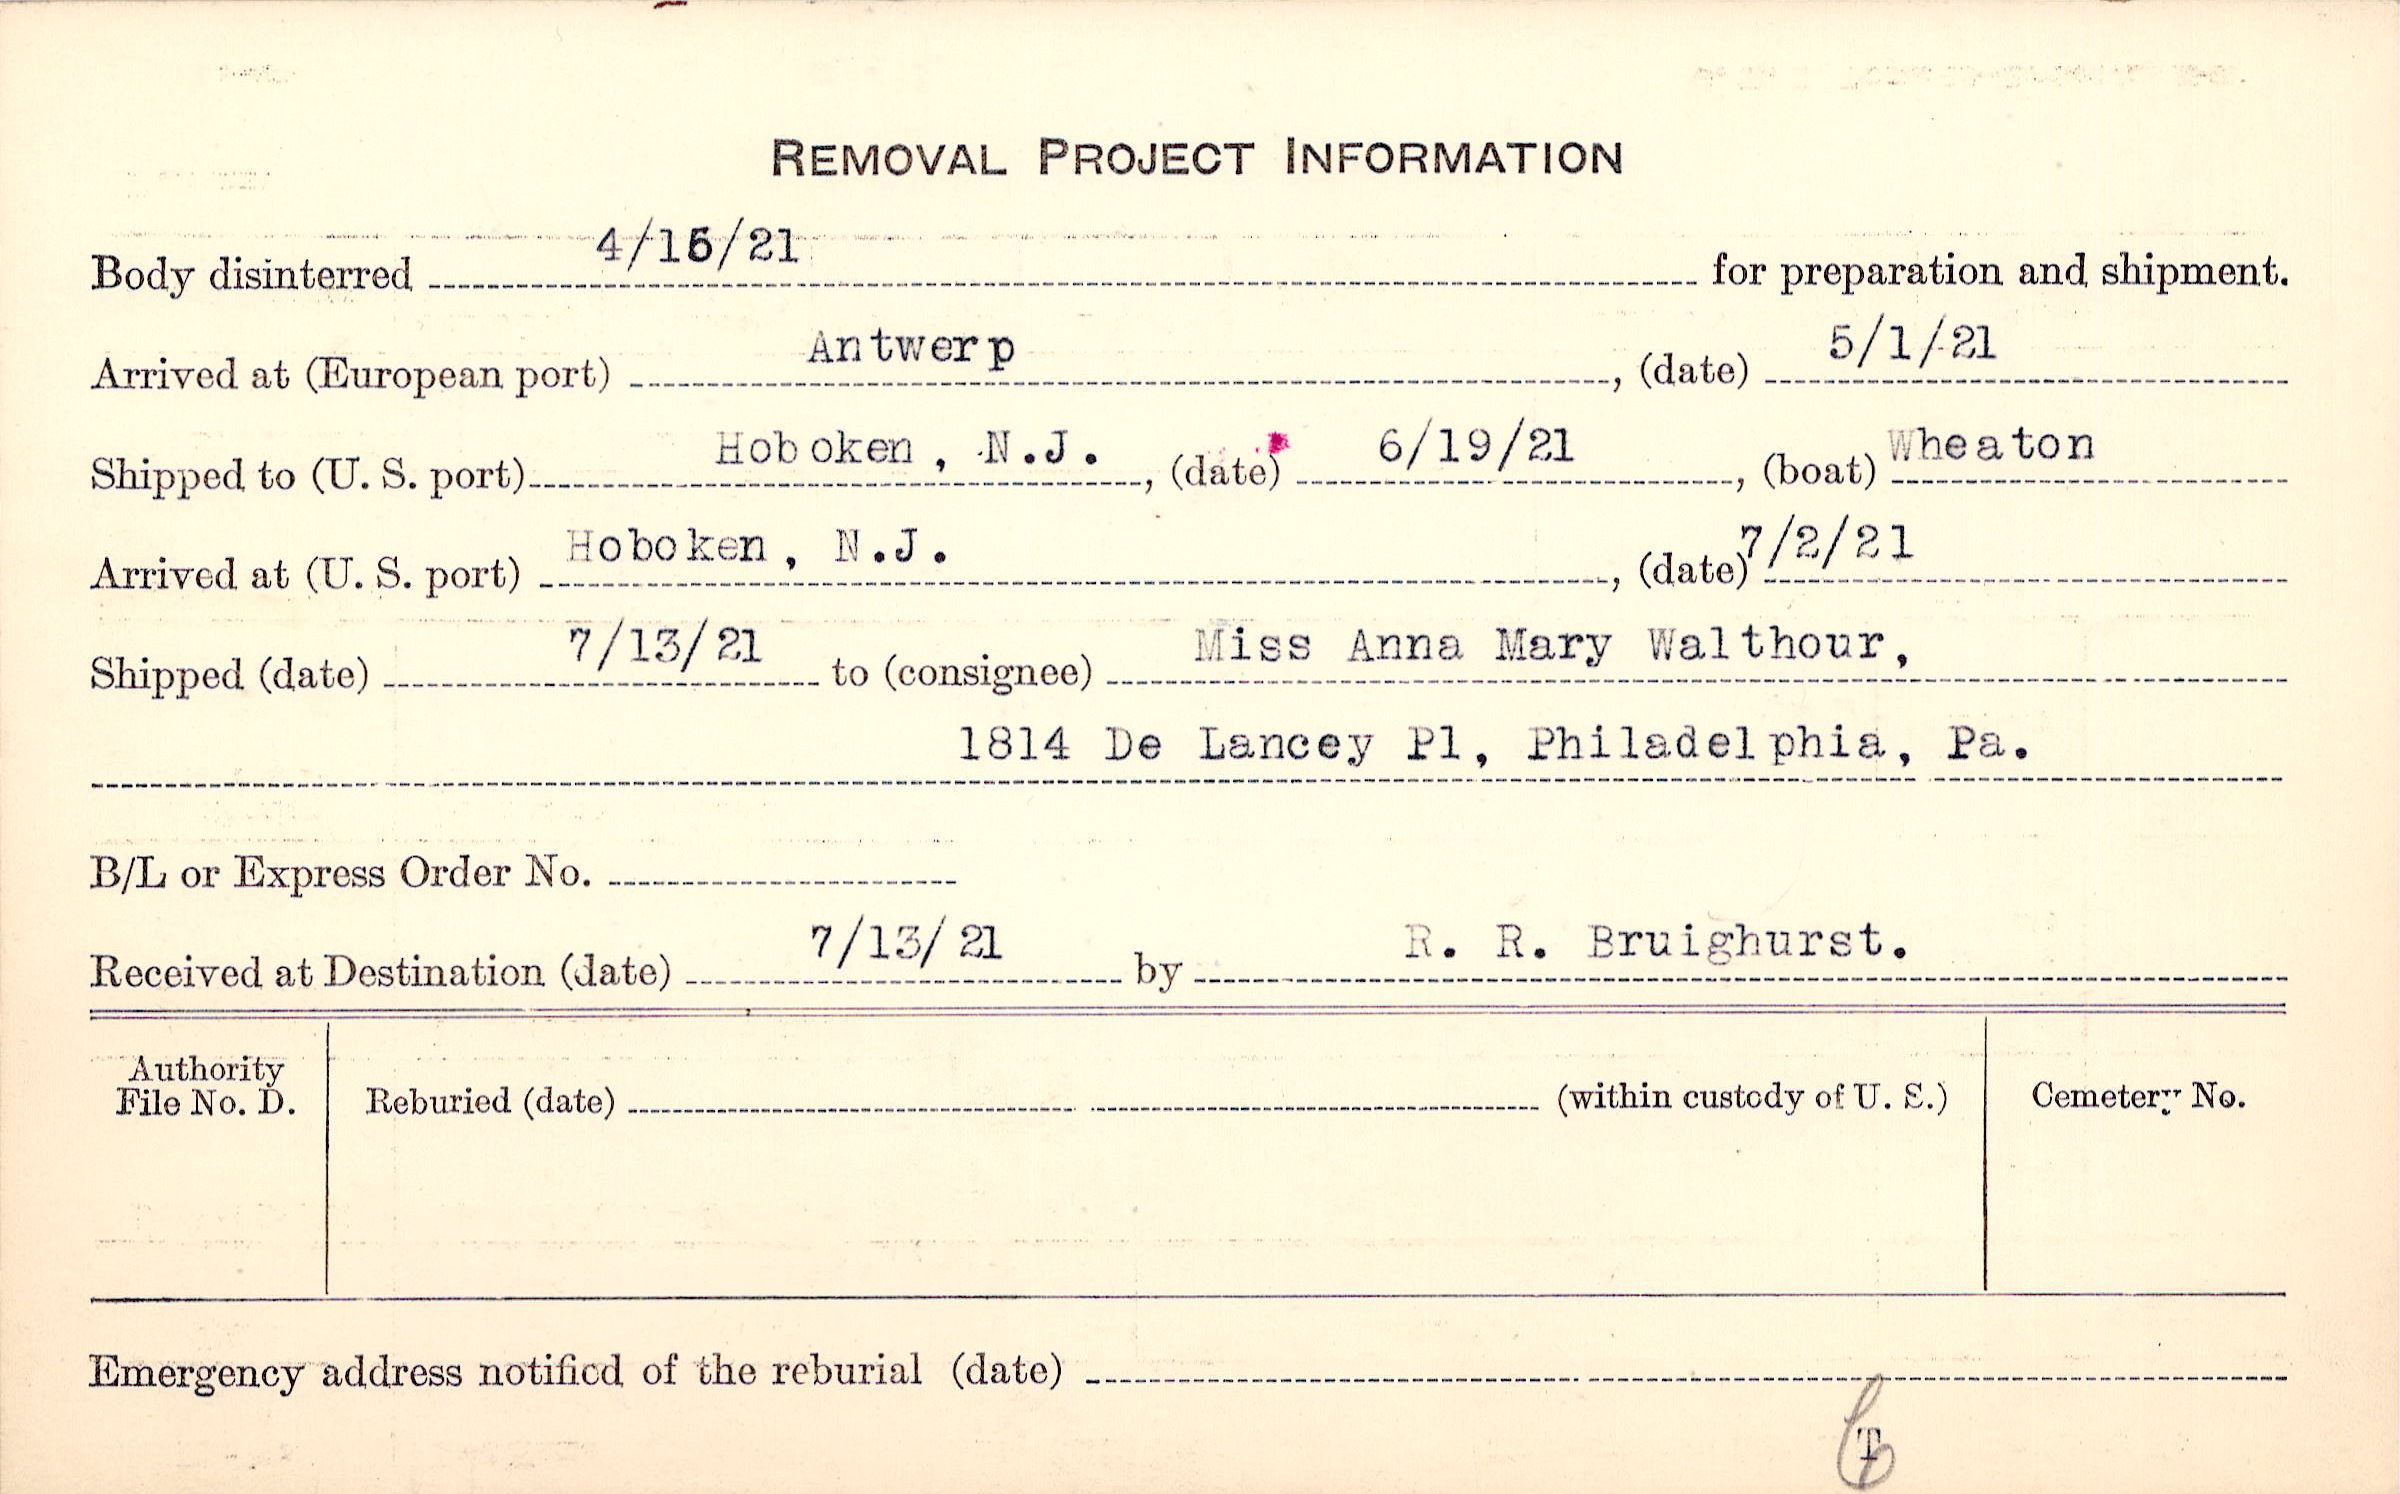 REMOVAL PROJECT INFORMATION
Body disinterred 4/15/21 for preparation and shipment.
Arrived at (European port) Antwerp, (date) 5/1/21
Shipped to (U. S. port) Hoboken, N.J., (date) 6/19/21, (boat) Wheaton
Arrived at (U. S. port) Hoboken, N.J., (date) 7/2/21
Shipped (date) 7/13/21 to (consignee) Miss Anna Mary Walthour,
1814 De Lancey Pl, Philadelphia, Pa.
B/L or Express Order No.
Received at Destination (date) 7/13/21 by R. R. Bruighurst.
Authority
File No. D. Reburied (date) (within custody of U. S.) Cemetery No.
Emergency address notified of the reburial (date)
T